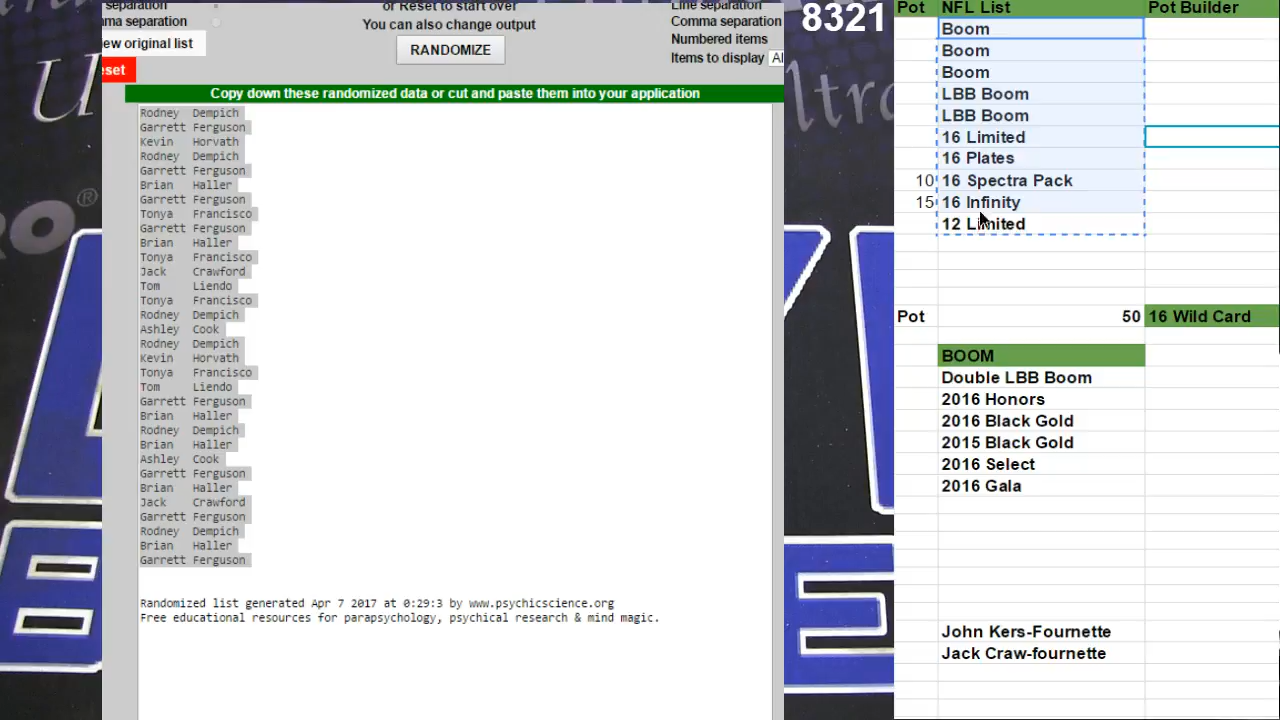 separation
or Reset to start over
Line separation
8321
mma separation
You can also change output
Comma separation
ew original list
RANDOMIZE
Numbered items
Items to display
set
Copy down these randomized data or cut and paste them into your application
Rodney Dempich
Garrett Ferguson
Kevin Horvath
Rodney Dempich
Garrett Ferguson
Brian Haller
Garrett Ferguson
Tonya Francisco
Garrett Ferguson
Brian Haller
Tonya Francisco
Jack Crawford
Tom Liendo
Tonya Francisco
Rodney Dempich
Ashley Cook
Rodney Dempich
Kevin Horvath
Tonya Francisco
Tom Liendo
Garrett Ferguson
Brian Haller
Rodney Dempich
Brian Haller
Ashley Cook
Garrett Ferguson
Brian Haller
Jack Crawford
Garrett Ferguson
Rodney Dempich
Brian Haller
Garrett Ferguson
Randomized list generated Apr 7 2017 at 0:29:3 by www.psychicscience.org
Free educational resources for parapsychology, psychical research & mind magic.
Pot NFL List Pot Builder
Boom
Boom
Boom
LBB Boom
LBB Boom
16 Limited
16 Plates
10 16 Spectra Pack
15 16 Infinity
12 Limited
Pot 50 16 Wild Card
BOOM
Double LBB Boom
2016 Honors
2016 Black Gold
2015 Black Gold
2016 Select
2016 Gala
John Kers-Fournette
Jack Craw-fournette